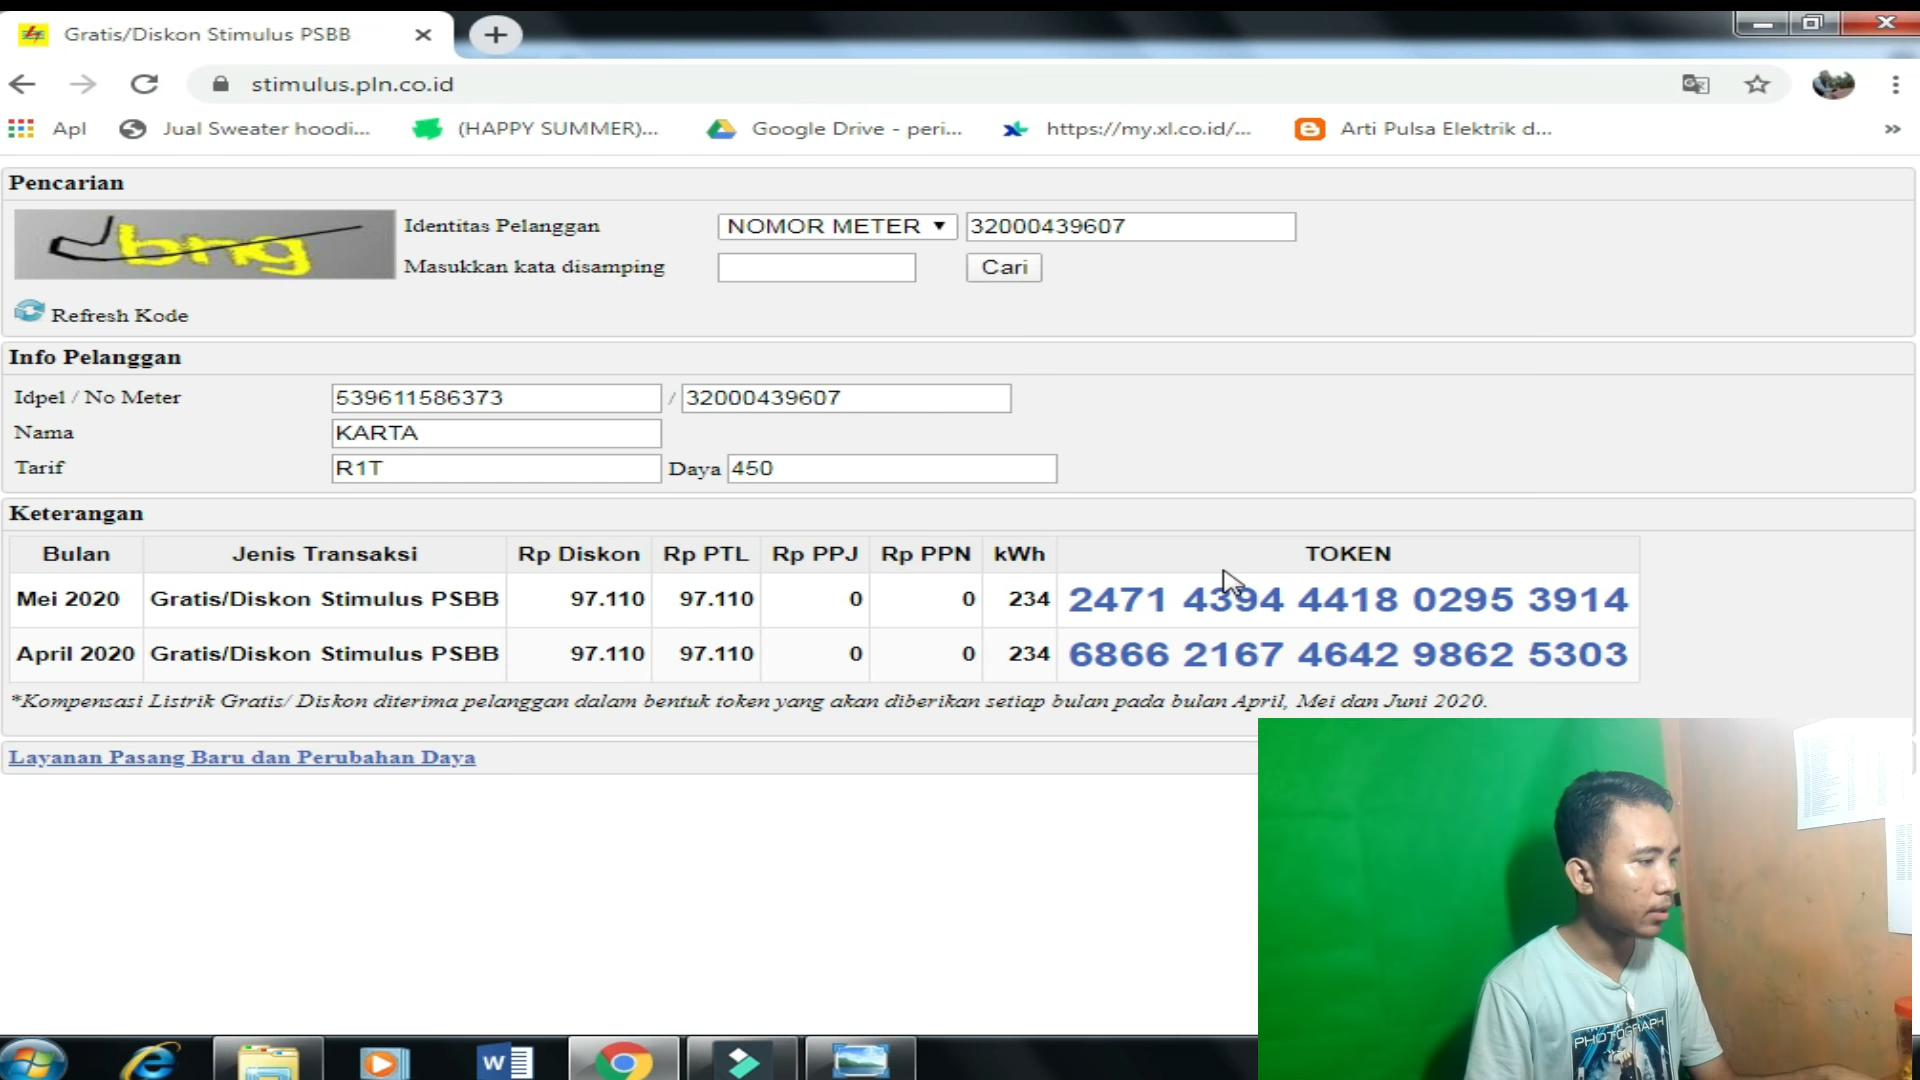 Gratis/Diskon Stimulus PSBB
stimulus.pln.co.id
Apl Jual Sweater hoodi... (HAPPY SUMMER)... Google Drive - peri... https://my.xl.co.id/... Arti Pulsa Elektrik d... »
Pencarian
bng Identitas Pelanggan NOMOR METER 32000439607
Masukkan kata disamping Cari
Refresh Kode
Info Pelanggan
Idpel / No Meter 539611586373 / 32000439607
Nama KARTA
Tarif R1T Daya 450
Keterangan
Bulan Jenis Transaksi Rp Diskon Rp PTL Rp PPJ Rp PPN kWh TOKEN
Mei 2020 Gratis/Diskon Stimulus PSBB 97.110 97.110 0 0 234 2471 4394 4418 0295 3914
April 2020 Gratis/Diskon Stimulus PSBB 97.110 97.110 0 0 234 6866 2167 4642 9862 5303
*Kompensasi Listrik Gratis/ Diskon diterima pelanggan dalam bentuk token yang akan diberikan setiap bulan pada bulan April, Mei dan Juni 2020.
Layanan Pasang Baru dan Perubahan Daya
PHOTOGRAPH